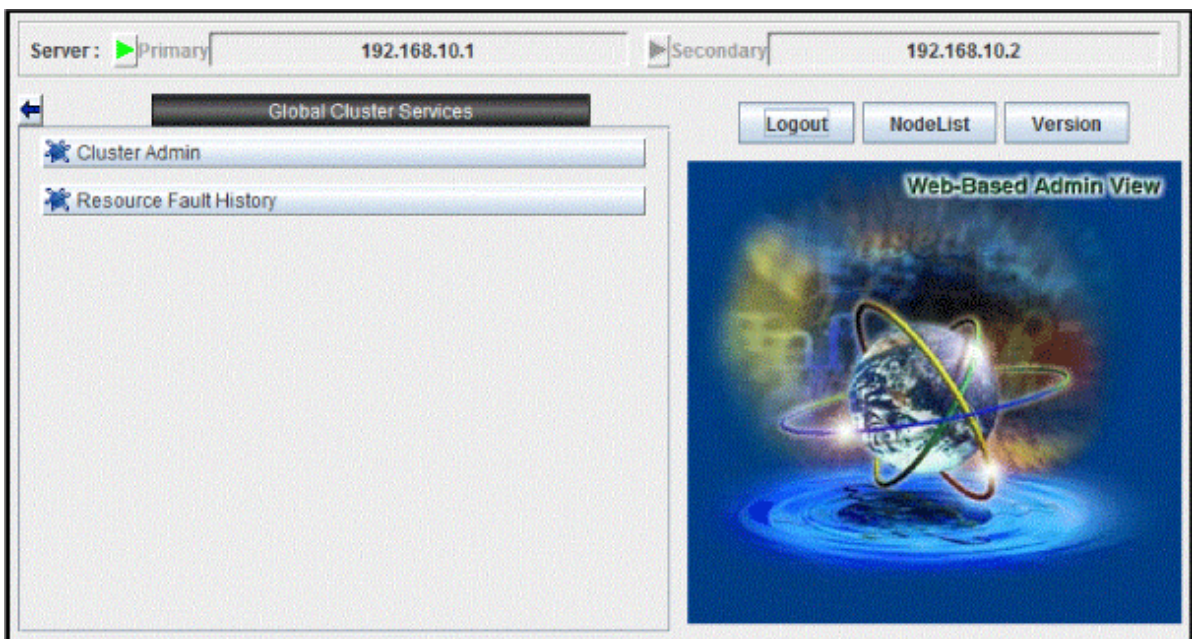 Server : Primary 192.168.10.1 Secondary 192.168.10.2
Global Cluster Services
Logout NodeList Version
Cluster Admin
Resource Fault History
Web-Based Admin View